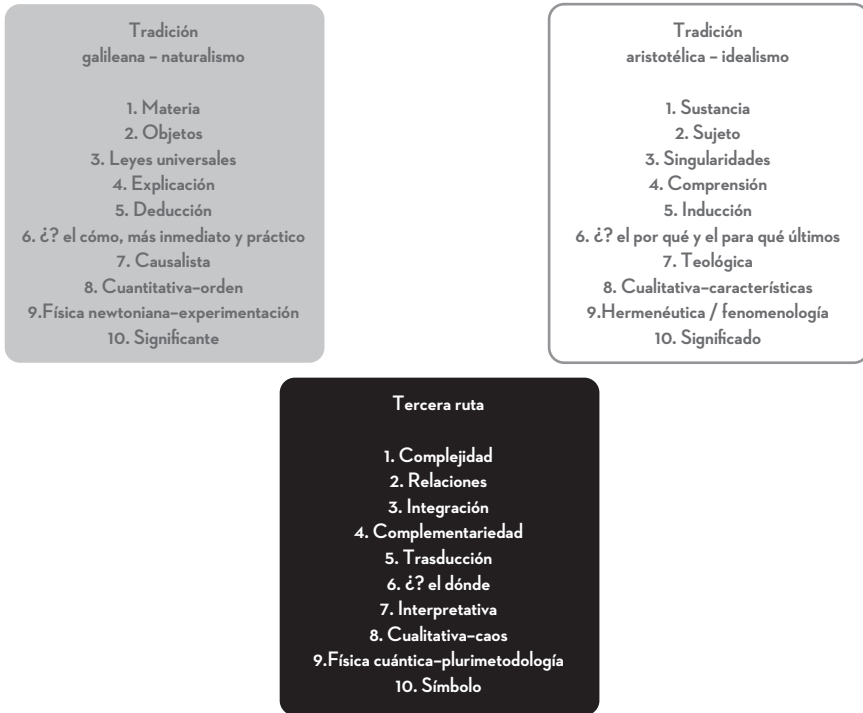 Tradición
galileana – naturalismo
1. Materia
2. Objetos
3. Leyes universales
4. Explicación
5. Deducción
6. ¿? el cómo, más inmediato y práctico
7. Causalista
8. Cuantitativa–orden
9.Física newtoniana–experimentación
10. Significante
Tradición
aristotélica – idealismo
1. Sustancia
2. Sujeto
3. Singularidades
4. Comprensión
5. Inducción
6. ¿? el por qué y el para qué últimos
7. Teológica
8. Cualitativa–características
9.Hermenéutica / fenomenología
10. Significado
Tercera ruta
1. Complejidad
2. Relaciones
3. Integración
4. Complementariedad
5. Trasducción
6. ¿? el dónde
7. Interpretativa
8. Cualitativa–caos
9.Física cuántica–plurimetodología
10. Símbolo